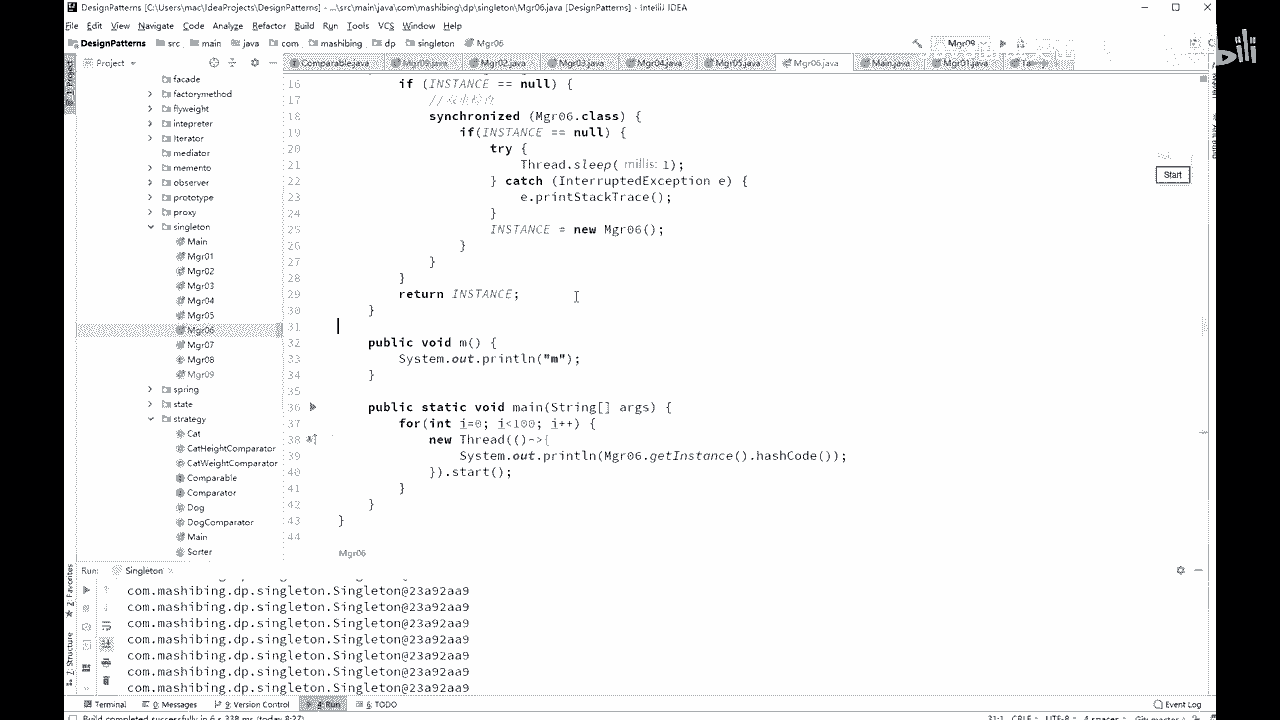 DesignPatterns [C:\Users\mac\IdeaProjects\DesignPatterns] - ...\src\main\java\com\mashibing\dp\singleton\Mgr06.java [DesignPatterns] - IntelliJ IDEA
File Edit View Navigate Code Analyze Refactor Build Run Tools VCS Window Help
DesignPatterns src main java com mashibing dp singleton Mgr06 Mgr09
Project Comparable.java Mgr02.java Mgr03.java Mgr04.java Mgr05.java Mgr06.java Main.java Mgr01.java
facade
factorymethod
flyweight
intepreter
Iterator
mediator
memento
observer
prototype
proxy
singleton
Main
Mgr01
Mgr02
Mgr03
Mgr04
Mgr05
Mgr06
Mgr07
Mgr08
Mgr09
spring
state
strategy
Cat
CatHeightComparator
CatWeightComparator
Comparable
Comparator
Dog
DogComparator
Main
Sorter
16 if (INSTANCE == null) {
17 //
18 synchronized (Mgr06.class) {
19 if(INSTANCE == null) {
20 try {
21 Thread.sleep( millis: 1);
22 } catch (InterruptedException e) {
23 e.printStackTrace();
24 }
25 INSTANCE = new Mgr06();
26 }
27 }
28 }
29 return INSTANCE;
30 }
31
32 public void m() {
33 System.out.println("m");
34 }
35
36 public static void main(String[] args) {
37 for(int i=0; i<100; i++) {
38 new Thread(()->{
39 System.out.println(Mgr06.getInstance().hashCode());
40 }).start();
41 }
42 }
43 }
44
Mgr06
Start
Run: Singleton
com.mashibing.dp.singleton.Singleton@23a92aa9
com.mashibing.dp.singleton.Singleton@23a92aa9
com.mashibing.dp.singleton.Singleton@23a92aa9
com.mashibing.dp.singleton.Singleton@23a92aa9
com.mashibing.dp.singleton.Singleton@23a92aa9
com.mashibing.dp.singleton.Singleton@23a92aa9
com.mashibing.dp.singleton.Singleton@23a92aa9
1: Project
2: Favorites
7: Structure
Terminal 0: Messages 9: Version Control 4: Run 6: TODO Event Log
Build completed successfully in 6 s 338 ms (today 8:27) 31:1 CRLF UTF-8 4 spaces